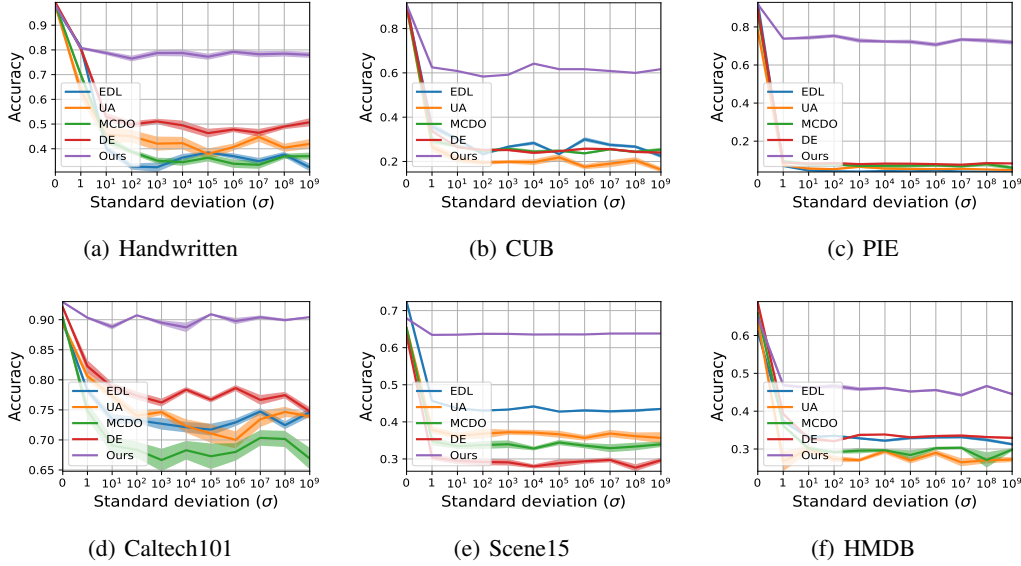 Accuracy
0.9
0.8
0.7
0.6
0.5
0.4
EDL
UA
MCDO
DE
Ours
0 1 10¹ 10² 10³ 10⁴ 10⁵ 10⁶ 10⁷ 10⁸ 10⁹
Standard deviation (σ)
(a) Handwritten
Accuracy
0.8
0.6
0.4
0.2
EDL
UA
MCDO
DE
Ours
0 1 10¹ 10² 10³ 10⁴ 10⁵ 10⁶ 10⁷ 10⁸ 10⁹
Standard deviation (σ)
(b) CUB
Accuracy
0.8
0.6
0.4
0.2
EDL
UA
MCDO
DE
Ours
0 1 10¹ 10² 10³ 10⁴ 10⁵ 10⁶ 10⁷ 10⁸ 10⁹
Standard deviation (σ)
(c) PIE
Accuracy
0.90
0.85
0.80
0.75
0.70
0.65
EDL
UA
MCDO
DE
Ours
0 1 10¹ 10² 10³ 10⁴ 10⁵ 10⁶ 10⁷ 10⁸ 10⁹
Standard deviation (σ)
(d) Caltech101
Accuracy
0.7
0.6
0.5
0.4
0.3
EDL
UA
MCDO
DE
Ours
0 1 10¹ 10² 10³ 10⁴ 10⁵ 10⁶ 10⁷ 10⁸ 10⁹
Standard deviation (σ)
(e) Scene15
Accuracy
0.6
0.5
0.4
0.3
EDL
UA
MCDO
DE
Ours
0 1 10¹ 10² 10³ 10⁴ 10⁵ 10⁶ 10⁷ 10⁸ 10⁹
Standard deviation (σ)
(f) HMDB